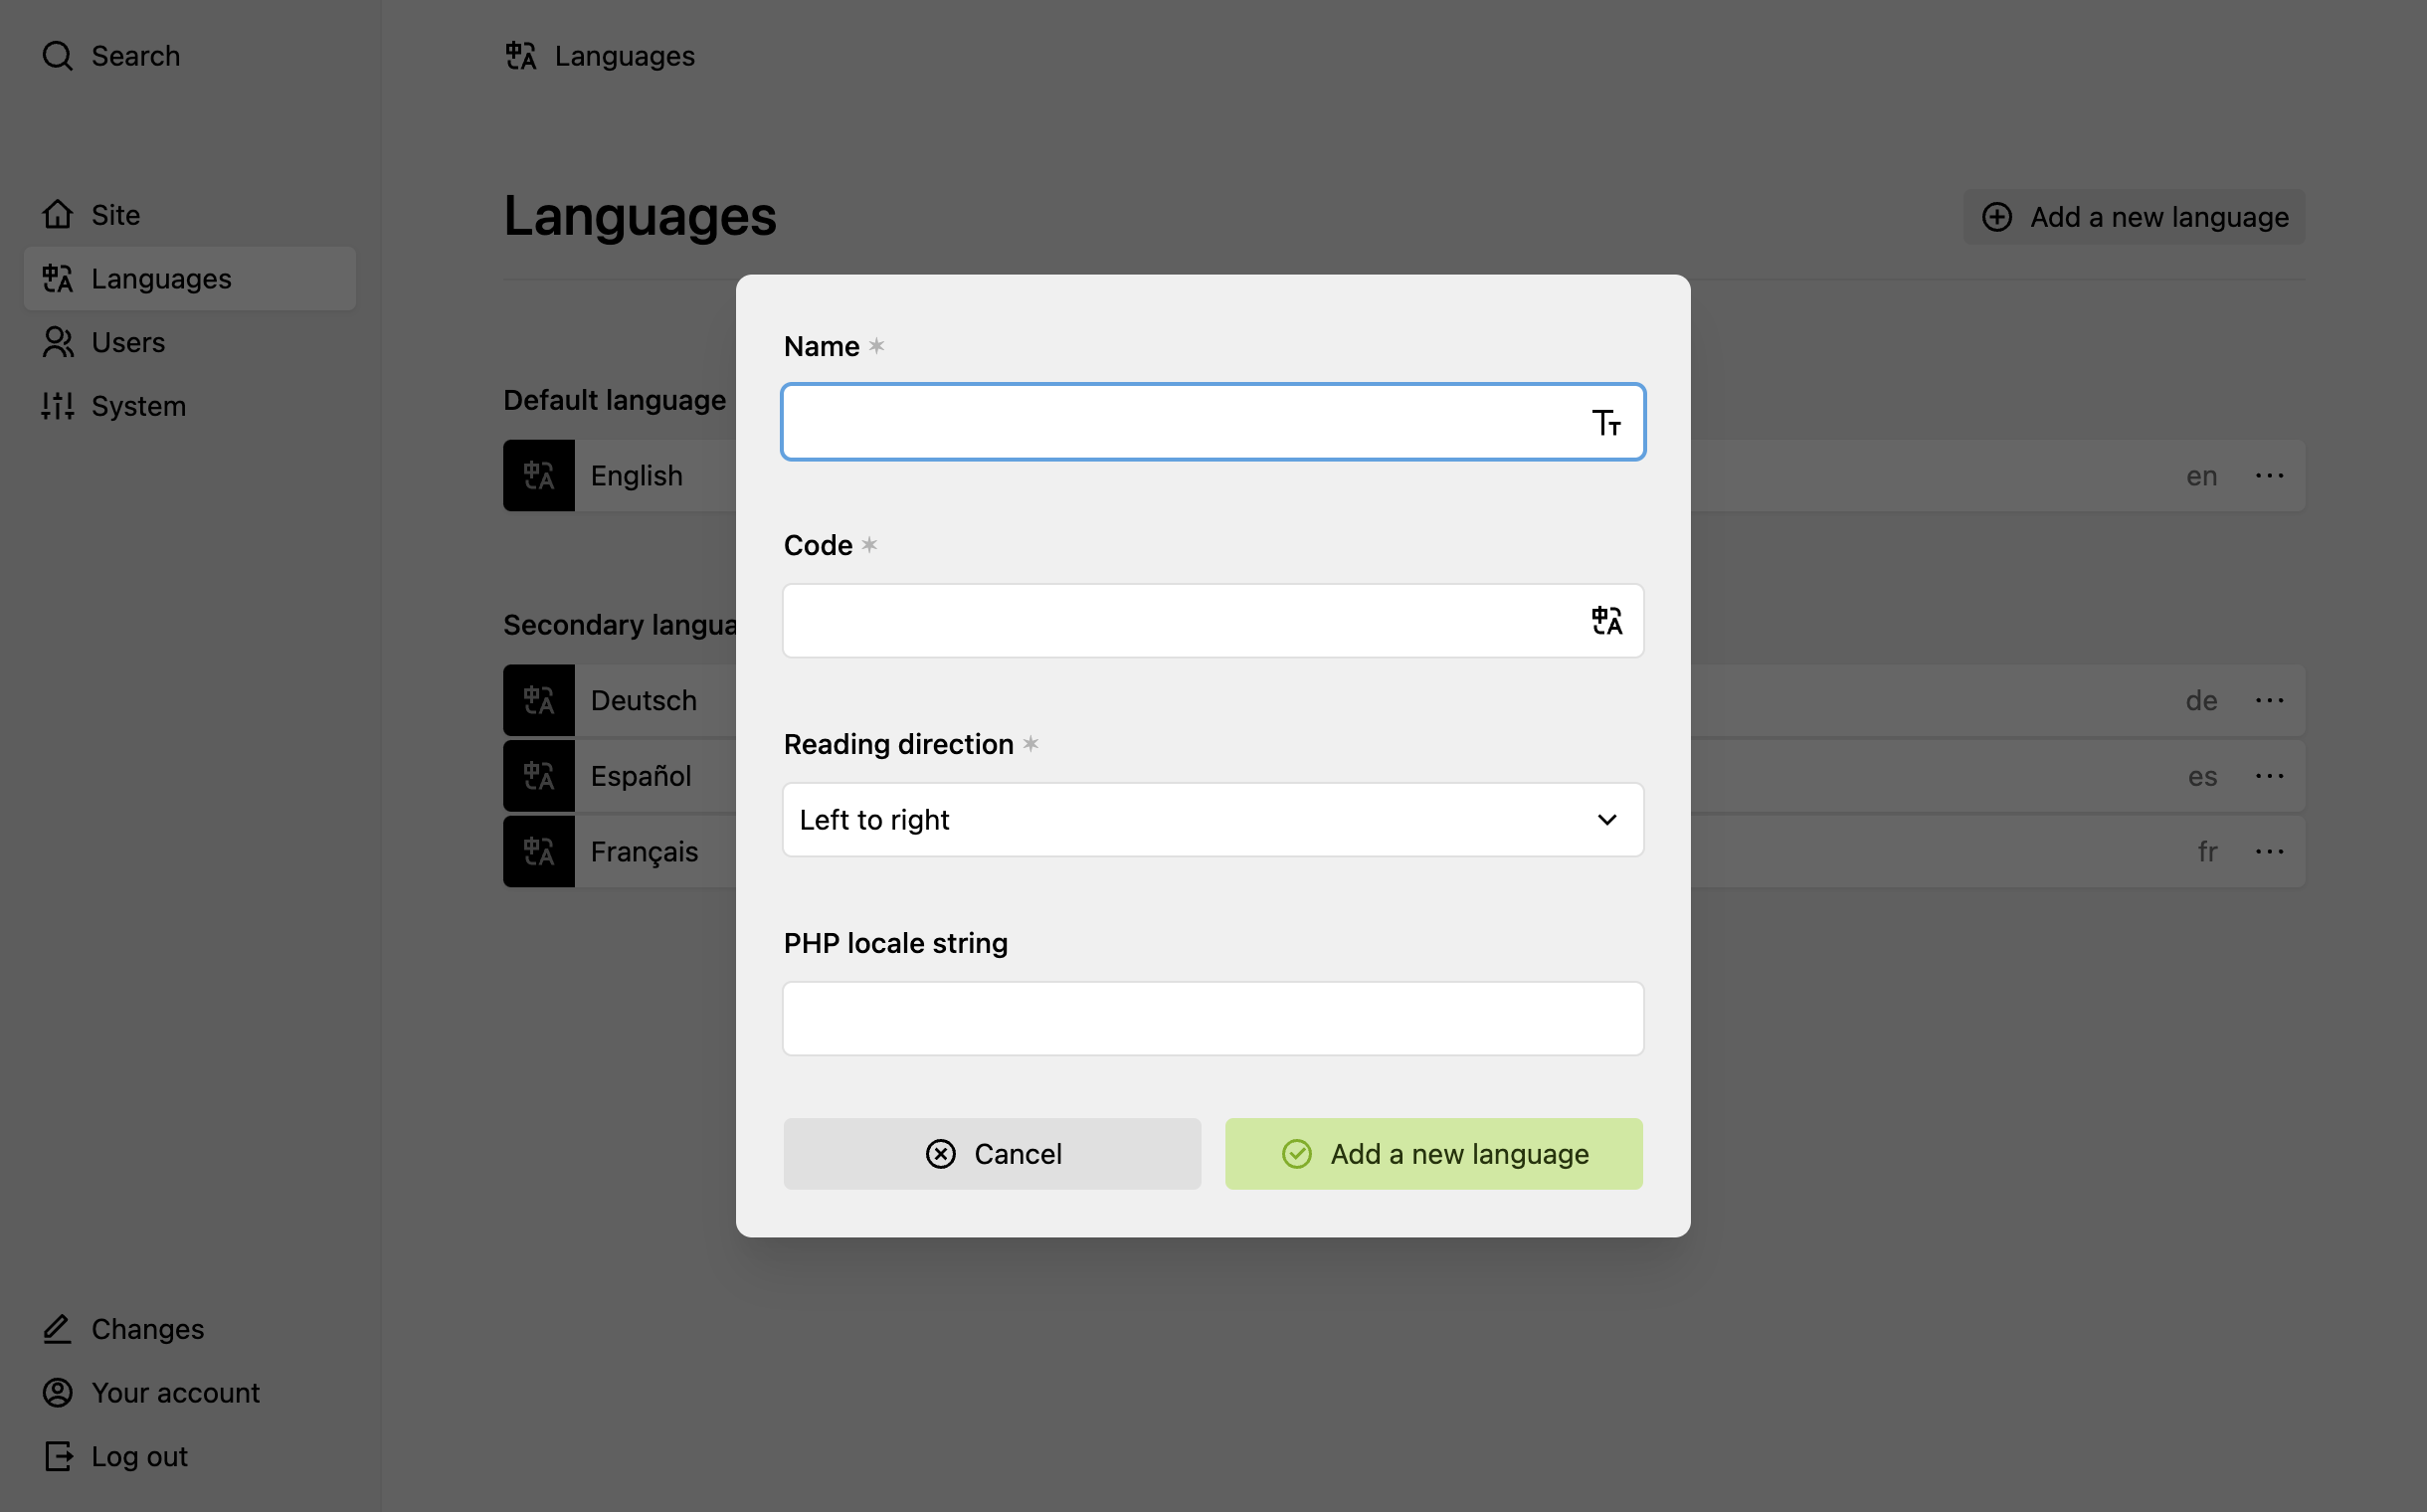 Search
Languages
Site
Languages
Users
System
Changes
Your account
Log out
Languages
Add a new language
Default language
English
en
Secondary langua
Deutsch
de
Español
es
Français
fr
Name ✶
Code ✶
Reading direction ✶
Left to right
PHP locale string
Cancel
Add a new language